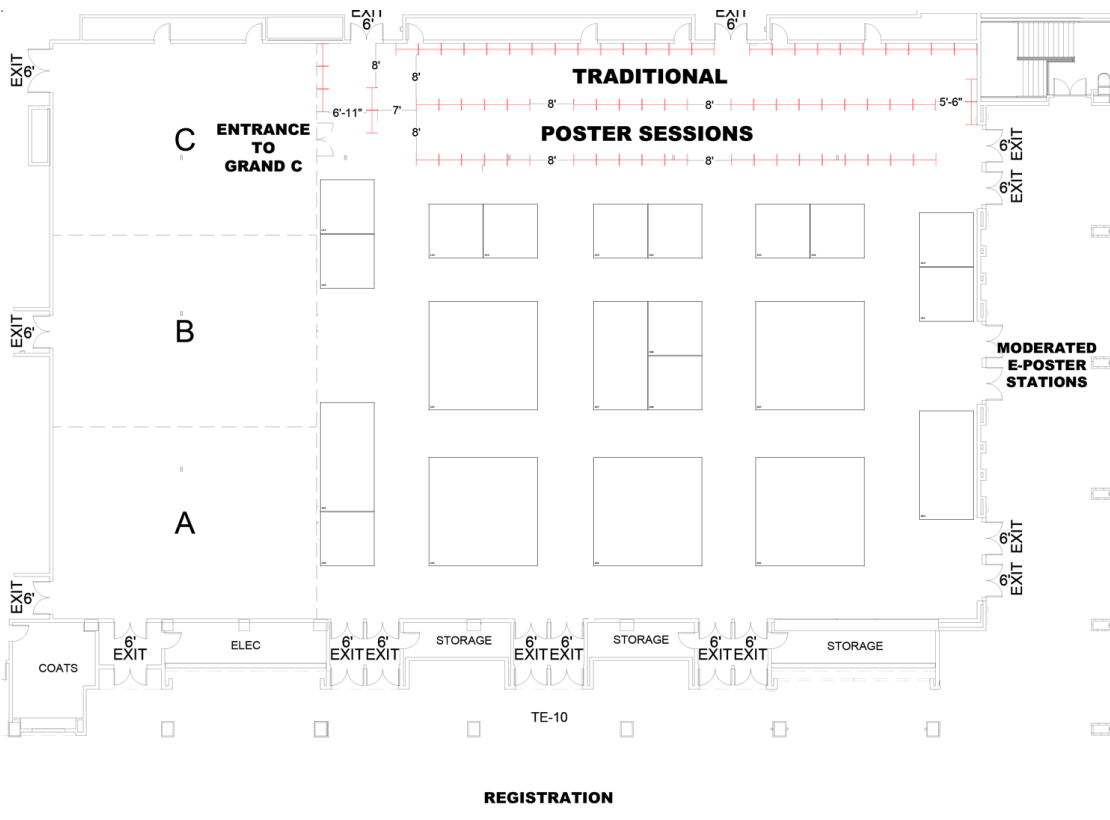 EXIT
6'
EXIT
6'
EXIT
6'
8'
8'
TRADITIONAL
6'-11"
7'
8'
8'
5'-6"
C
ENTRANCE
TO
GRAND C
8'
POSTER SESSIONS
8'
8'
6'
EXIT
6'
EXIT
EXIT
6'
B
MODERATED
E-POSTER
STATIONS
A
6'
EXIT
6'
EXIT
EXIT
6'
COATS
6'
EXIT
ELEC
6'
EXIT
6'
EXIT
STORAGE
6'
EXIT
6'
EXIT
STORAGE
6'
EXIT
6'
EXIT
STORAGE
TE-10
REGISTRATION